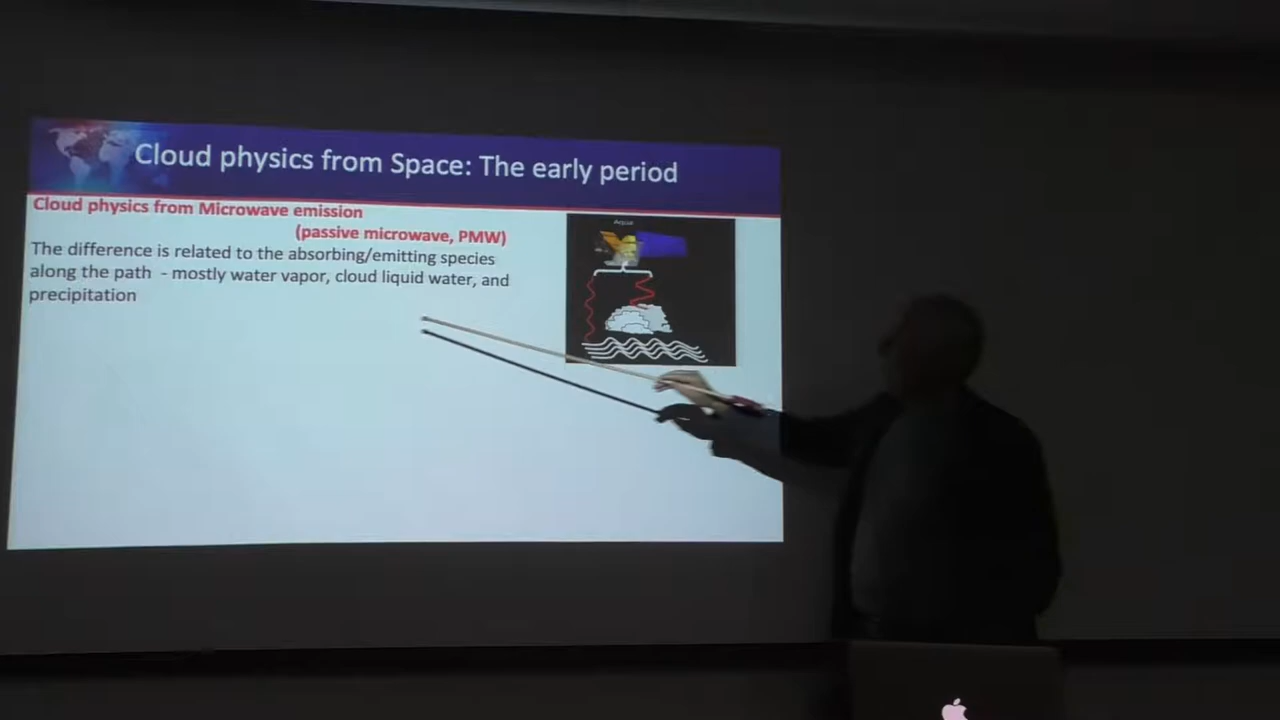 Cloud physics from Space: The early period
Cloud physics from Microwave emission
(passive microwave, PMW)
The difference is related to the absorbing/emitting species
along the path - mostly water vapor, cloud liquid water, and
precipitation
Aqua